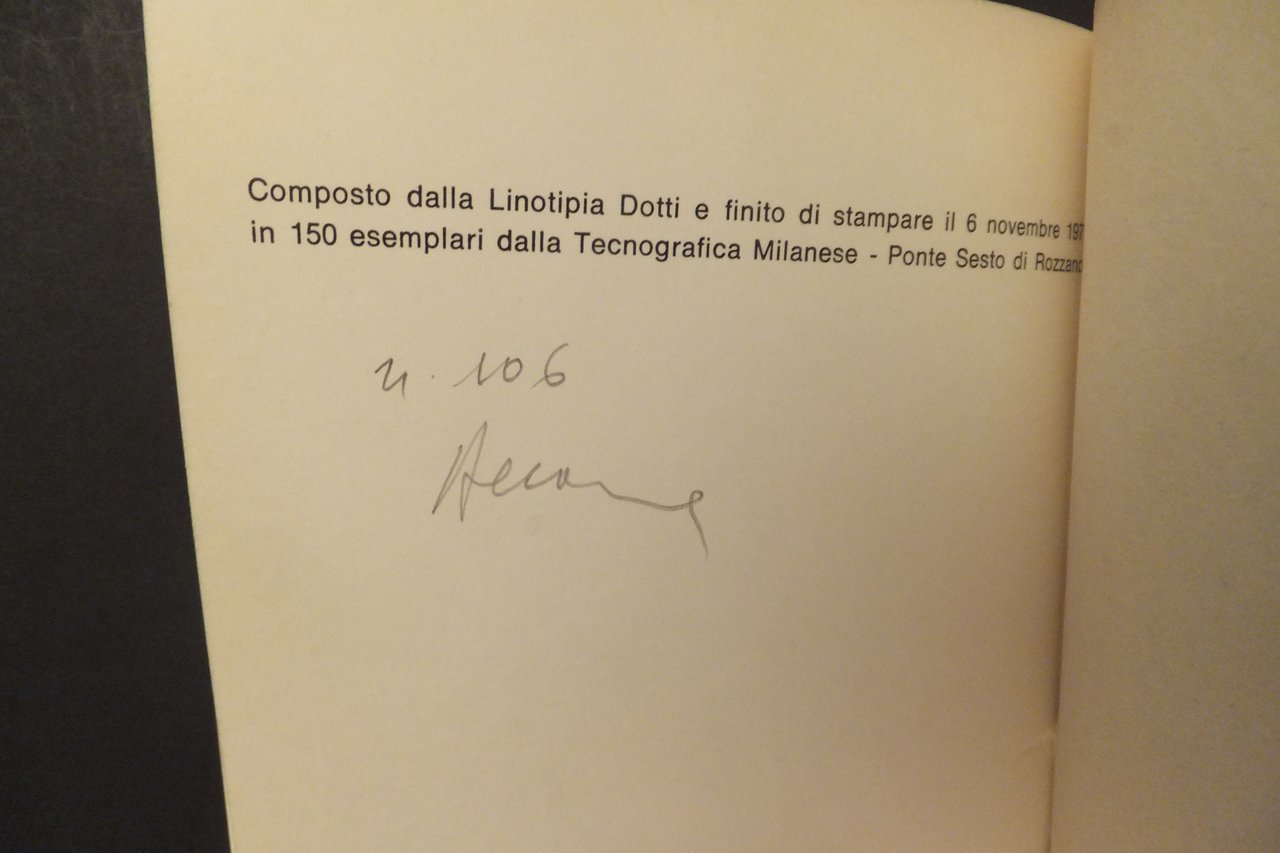 Composto dalla Linotipia Dotti e finito di stampare il 6 novembre 197
in 150 esemplari dalla Tecnografica Milanese - Ponte Sesto di Rozzano
n. 106